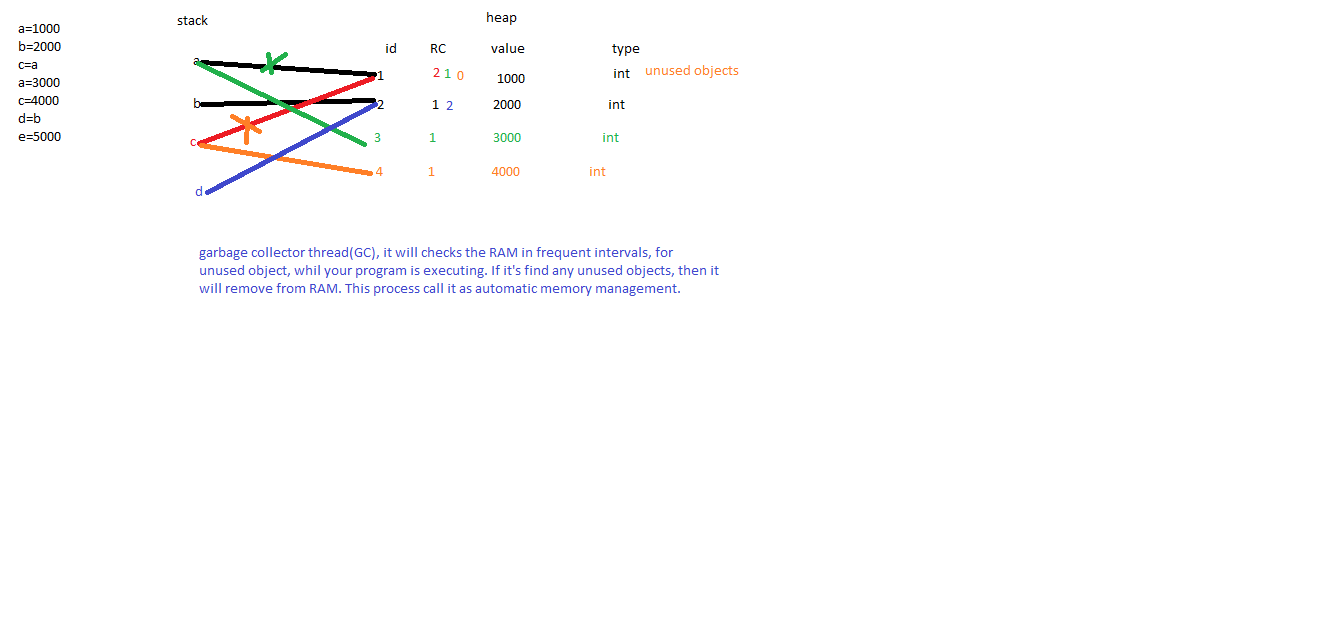 a=1000
b=2000
c=a
a=3000
c=4000
d=b
e=5000
stack
heap
id RC value type
a 1 2 1 0 1000 int unused objects
b 2 1 2 2000 int
3 1 3000 int
c 4 1 4000 int
d
garbage collector thread(GC), it will checks the RAM in frequent intervals, for
unused object, whil your program is executing. If it's find any unused objects, then it
will remove from RAM. This process call it as automatic memory management.